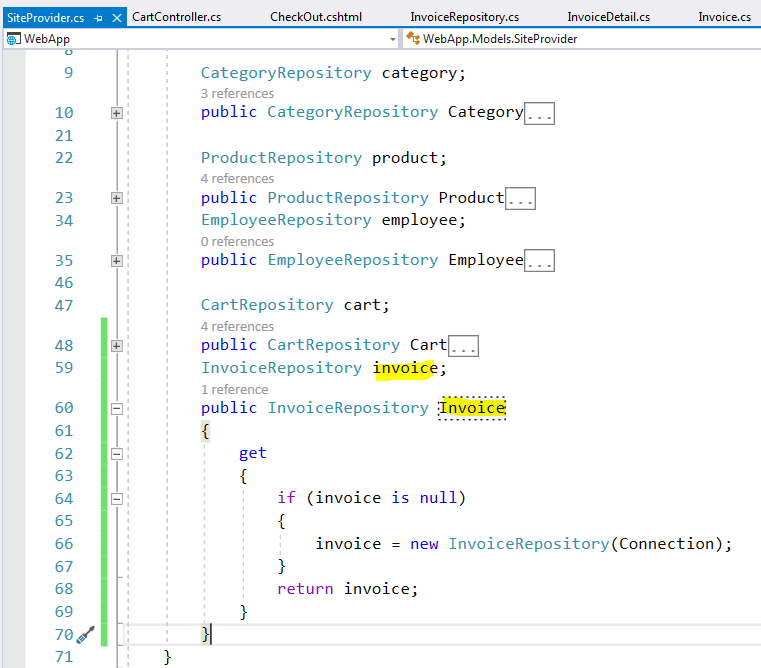 SiteProvider.cs CartController.cs CheckOut.cshtml InvoiceRepository.cs InvoiceDetail.cs Invoice.cs
WebApp WebApp.Models.SiteProvider
8
9 CategoryRepository category;
3 references
10 public CategoryRepository Category...
21
22 ProductRepository product;
4 references
23 public ProductRepository Product...
34 EmployeeRepository employee;
0 references
35 public EmployeeRepository Employee...
46
47 CartRepository cart;
4 references
48 public CartRepository Cart...
59 InvoiceRepository invoice;
1 reference
60 public InvoiceRepository Invoice
61 {
62 get
63 {
64 if (invoice is null)
65 {
66 invoice = new InvoiceRepository(Connection);
67 }
68 return invoice;
69 }
70 }
71 }